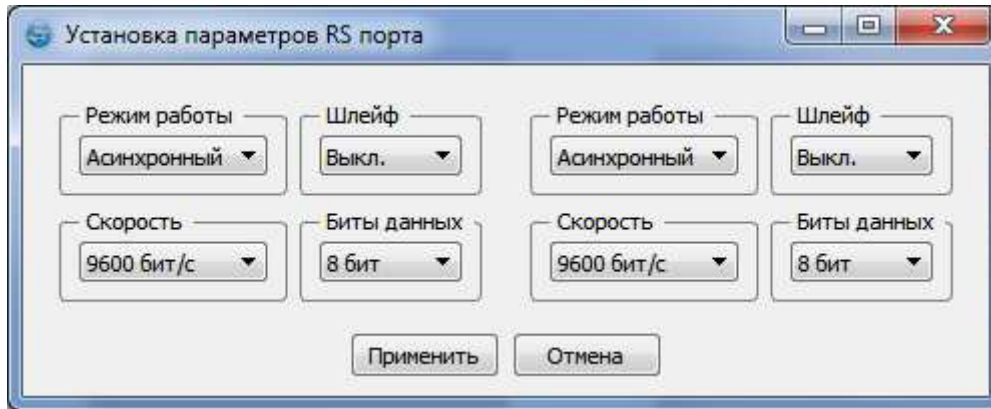 Установка параметров RS порта
Режим работы Шлейф Режим работы Шлейф
Асинхронный Выкл. Асинхронный Выкл.
Скорость Биты данных Скорость Биты данных
9600 бит/с 8 бит 9600 бит/с 8 бит
Применить Отмена